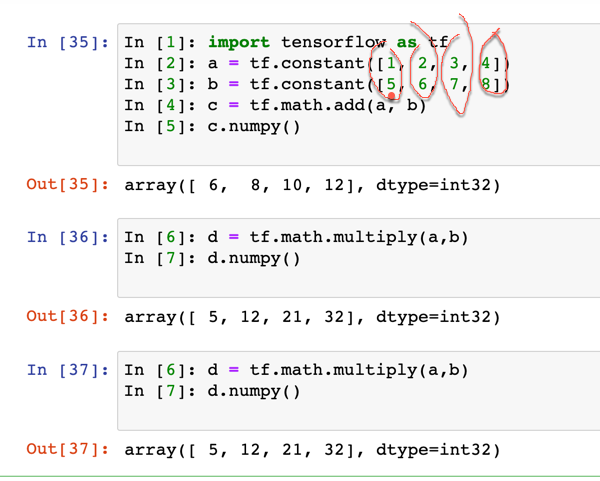 In [35]: In [1]: import tensorflow as tf
In [2]: a = tf.constant([1, 2, 3, 4])
In [3]: b = tf.constant([5, 6, 7, 8])
In [4]: c = tf.math.add(a, b)
In [5]: c.numpy()
Out[35]: array([ 6,  8, 10, 12], dtype=int32)
In [36]: In [6]: d = tf.math.multiply(a,b)
In [7]: d.numpy()
Out[36]: array([ 5, 12, 21, 32], dtype=int32)
In [37]: In [6]: d = tf.math.multiply(a,b)
In [7]: d.numpy()
Out[37]: array([ 5, 12, 21, 32], dtype=int32)